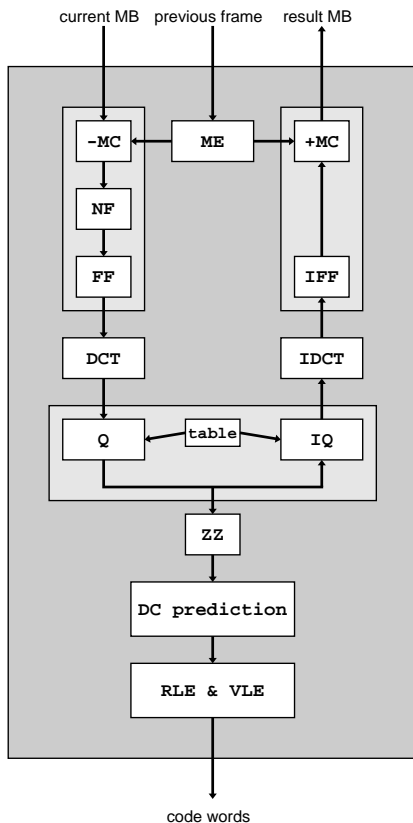 current MB previous frame result MB
-MC ME +MC
NF
FF IFF
DCT IDCT
Q table IQ
ZZ
DC prediction
RLE & VLE
code words